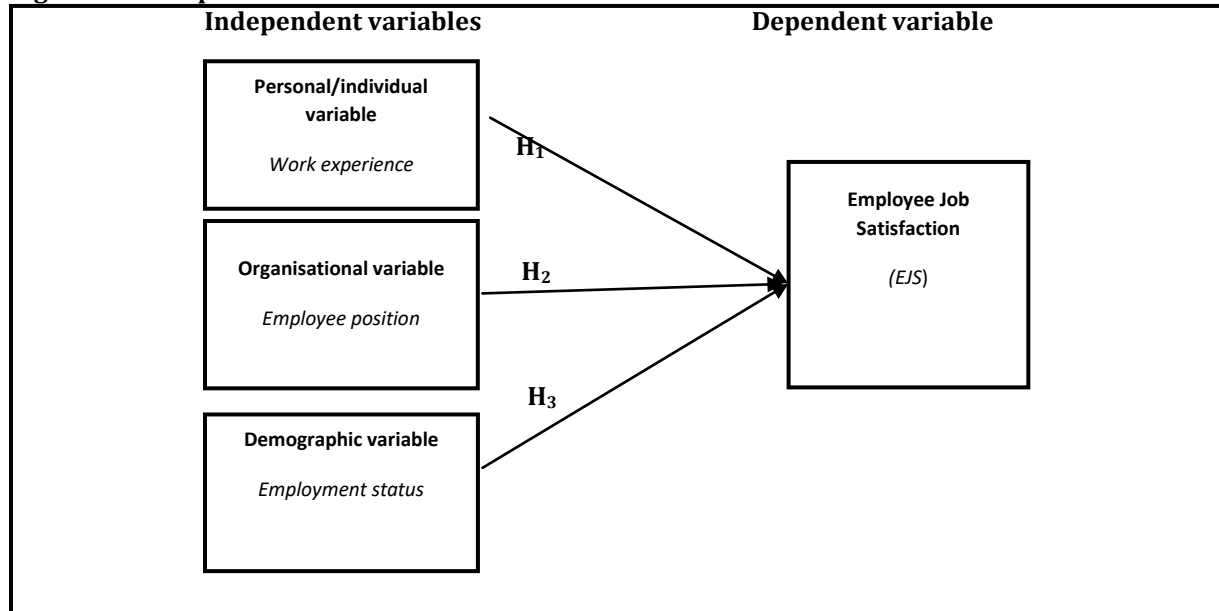 Independent variables
Dependent variable
Personal/individual
variable
Work experience
H₁
Organisational variable
Employee position
H₂
Demographic variable
Employment status
H₃
Employee Job
Satisfaction
(EJS)